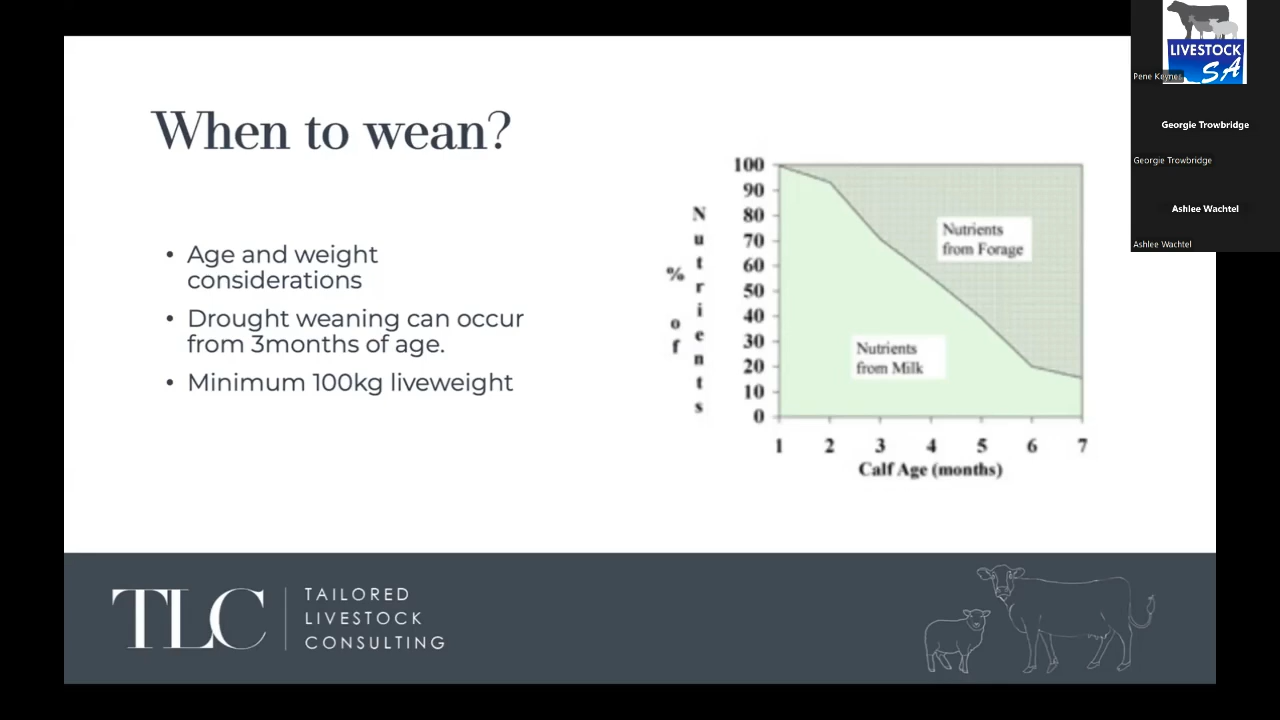 When to wean?
• Age and weight
considerations
• Drought weaning can occur
from 3months of age.
• Minimum 100kg liveweight
% of
Nutrients
100
90
80
70
60
50
40
30
20
10
0
Nutrients
from Forage
Nutrients
from Milk
1 2 3 4 5 6 7
Calf Age (months)
TLC
TAILORED
LIVESTOCK
CONSULTING
LIVESTOCK
SA
Pene Keynes
Georgie Trowbridge
Georgie Trowbridge
Ashlee Wachtel
Ashlee Wachtel